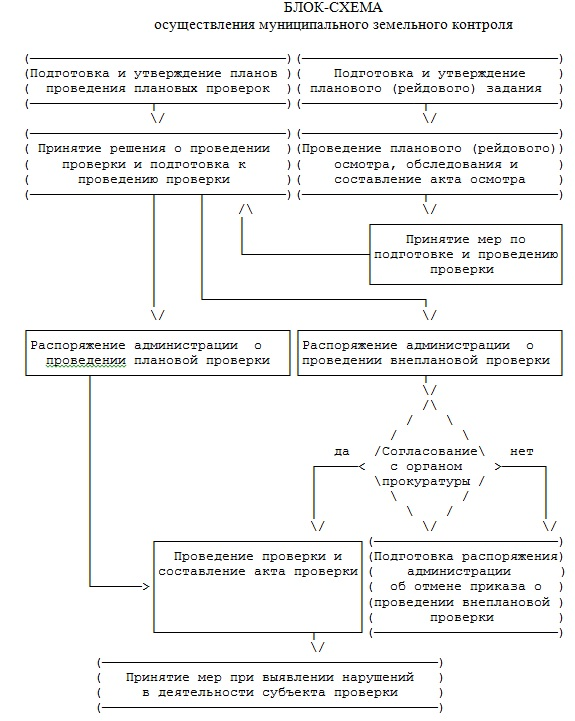 БЛОК-СХЕМА
осуществления муниципального земельного контроля
Подготовка и утверждение планов
проведения плановых проверок
Подготовка и утверждение
планового (рейдового) задания
Принятие решения о проведении
проверки и подготовка к
проведению проверки
Проведение планового (рейдового)
осмотра, обследования и
составление акта осмотра
Принятие мер по
подготовке и проведению
проверки
Распоряжение администрации о
проведении плановой проверки
Распоряжение администрации о
проведении внеплановой проверки
да
/Согласование\
с органом
\прокуратуры /
нет
Проведение проверки и
составление акта проверки
Подготовка распоряжения
администрации
об отмене приказа о
проведении внеплановой
проверки
Принятие мер при выявлении нарушений
в деятельности субъекта проверки